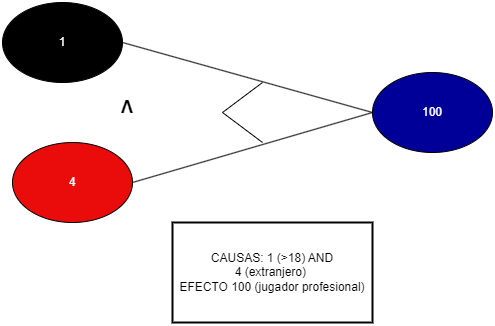 1
100
∧
4
CAUSAS: 1 (>18) AND
4 (extranjero)
EFECTO 100 (jugador profesional)